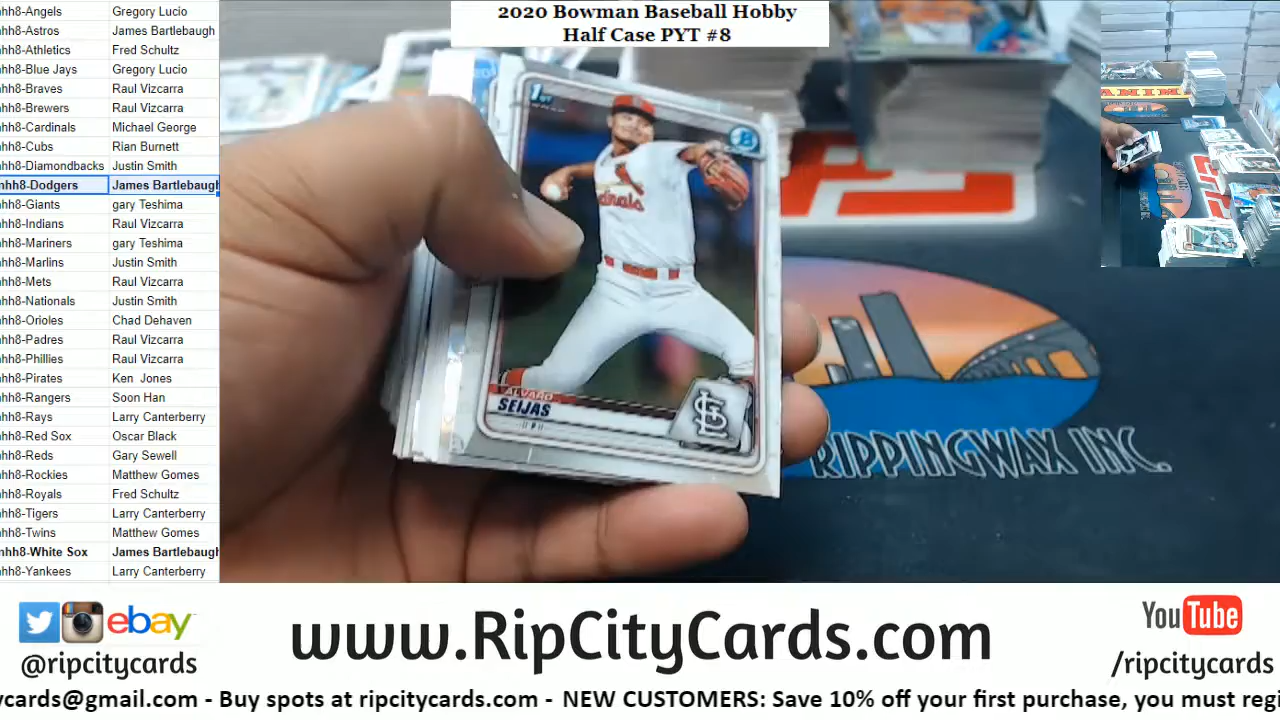 2020 Bowman Baseball Hobby
Half Case PYT #8
hh8-Angels Gregory Lucio
hh8-Astros James Bartlebaugh
hh8-Athletics Fred Schultz
hh8-Blue Jays Gregory Lucio
hh8-Braves Raul Vizcarra
hh8-Brewers Raul Vizcarra
hh8-Cardinals Michael George
hh8-Cubs Rian Burnett
hh8-Diamondbacks Justin Smith
hh8-Dodgers James Bartlebaugh
hh8-Giants gary Teshima
hh8-Indians Raul Vizcarra
hh8-Mariners gary Teshima
hh8-Marlins Justin Smith
hh8-Mets Raul Vizcarra
hh8-Nationals Justin Smith
hh8-Orioles Chad Dehaven
hh8-Padres Raul Vizcarra
hh8-Phillies Raul Vizcarra
hh8-Pirates Ken Jones
hh8-Rangers Soon Han
hh8-Rays Larry Canterberry
hh8-Red Sox Oscar Black
hh8-Reds Gary Sewell
hh8-Rockies Matthew Gomes
hh8-Royals Fred Schultz
hh8-Tigers Larry Canterberry
hh8-Twins Matthew Gomes
hh8-White Sox James Bartlebaugh
hh8-Yankees Larry Canterberry
1st
ALVARO
SEIJAS
P
STL
RIPPINGWAX INC.
PANINI
ebay
@ripcitycards
www.RipCityCards.com
YouTube
/ripcitycards
ycards@gmail.com - Buy spots at ripcitycards.com - NEW CUSTOMERS: Save 10% off your first purchase, you must regi